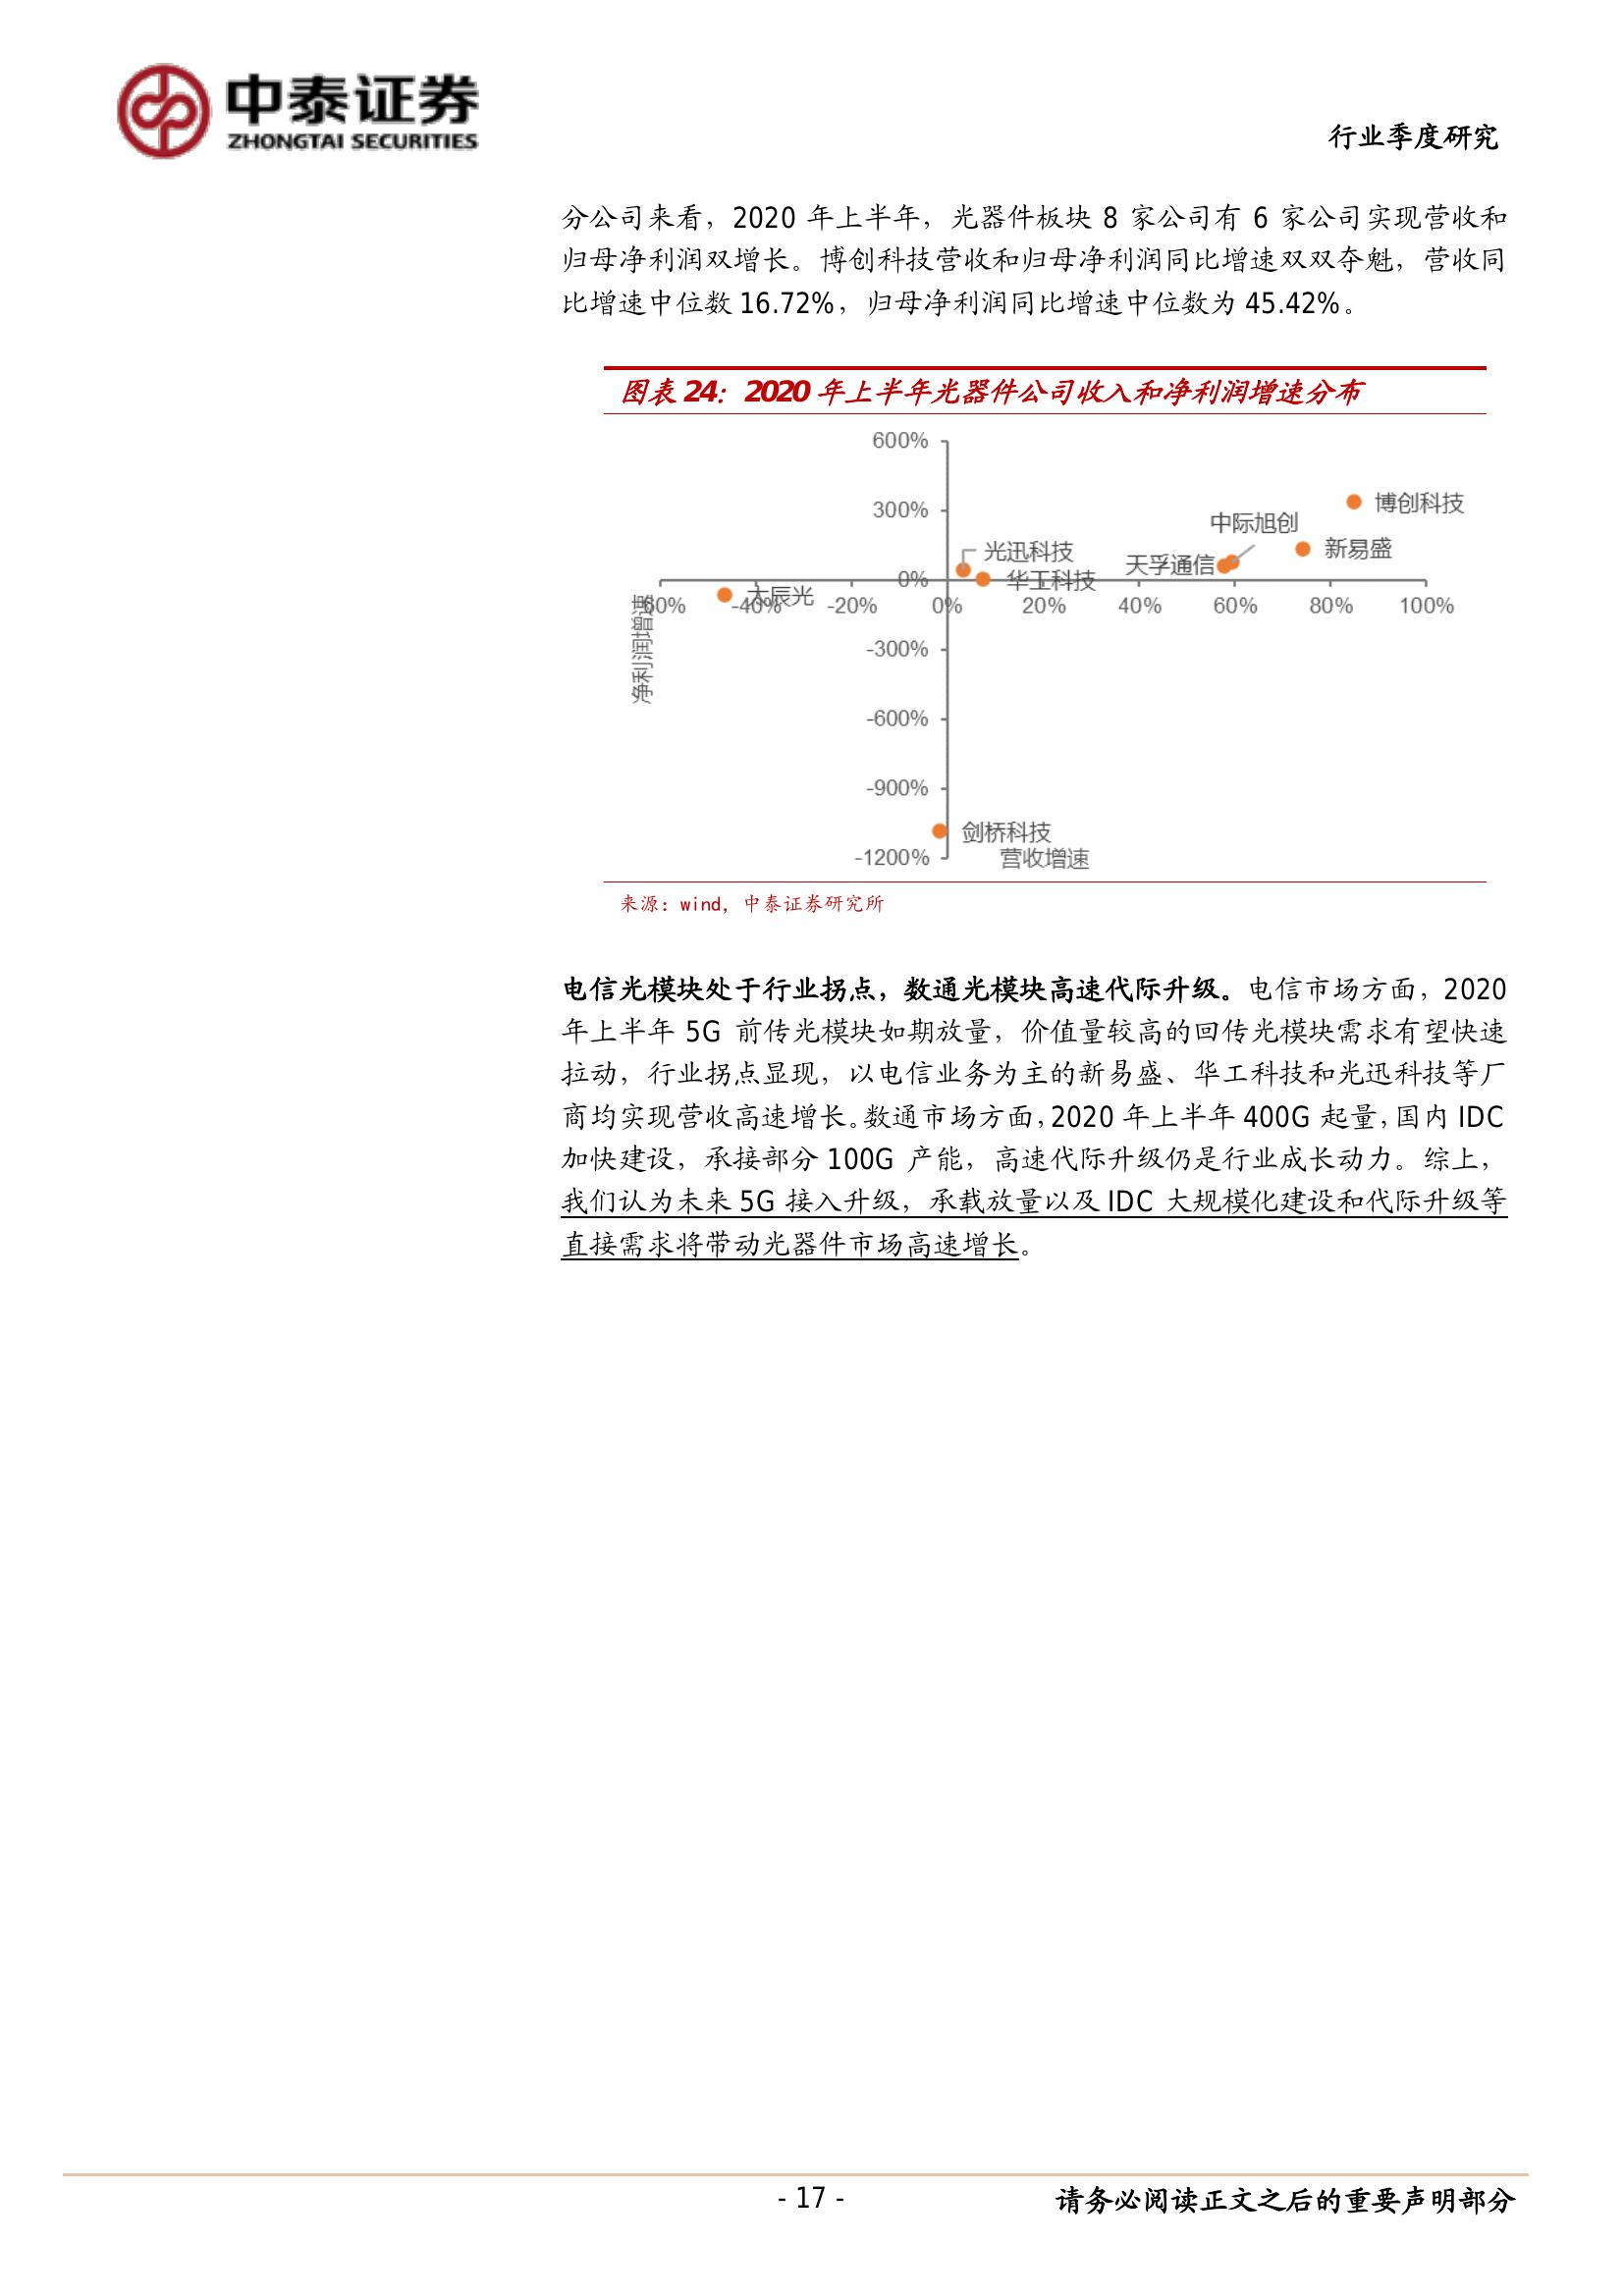 中泰证券
ZHONGTAI SECURITIES
行业季度研究
分公司来看，2020 年上半年，光器件板块 8 家公司有 6 家公司实现营收和
归母净利润双增长。博创科技营收和归母净利润同比增速双双夺魁，营收同
比增速中位数 16.72%，归母净利润同比增速中位数为 45.42%。
图表 24：2020 年上半年光器件公司收入和净利润增速分布
600%
300%
0%
-300%
-600%
-900%
-1200%
60%
-40%
-20%
0%
20%
40%
60%
80%
100%
博创科技
中际旭创
新易盛
天孚通信
光迅科技
华工科技
太辰光
剑桥科技
净利润增速
营收增速
来源：wind，中泰证券研究所
电信光模块处于行业拐点，数通光模块高速代际升级。电信市场方面，2020
年上半年 5G 前传光模块如期放量，价值量较高的回传光模块需求有望快速
拉动，行业拐点显现，以电信业务为主的新易盛、华工科技和光迅科技等厂
商均实现营收高速增长。数通市场方面，2020 年上半年 400G 起量，国内 IDC
加快建设，承接部分 100G 产能，高速代际升级仍是行业成长动力。综上，
我们认为未来 5G 接入升级，承载放量以及 IDC 大规模化建设和代际升级等
直接需求将带动光器件市场高速增长。
- 17 -
请务必阅读正文之后的重要声明部分